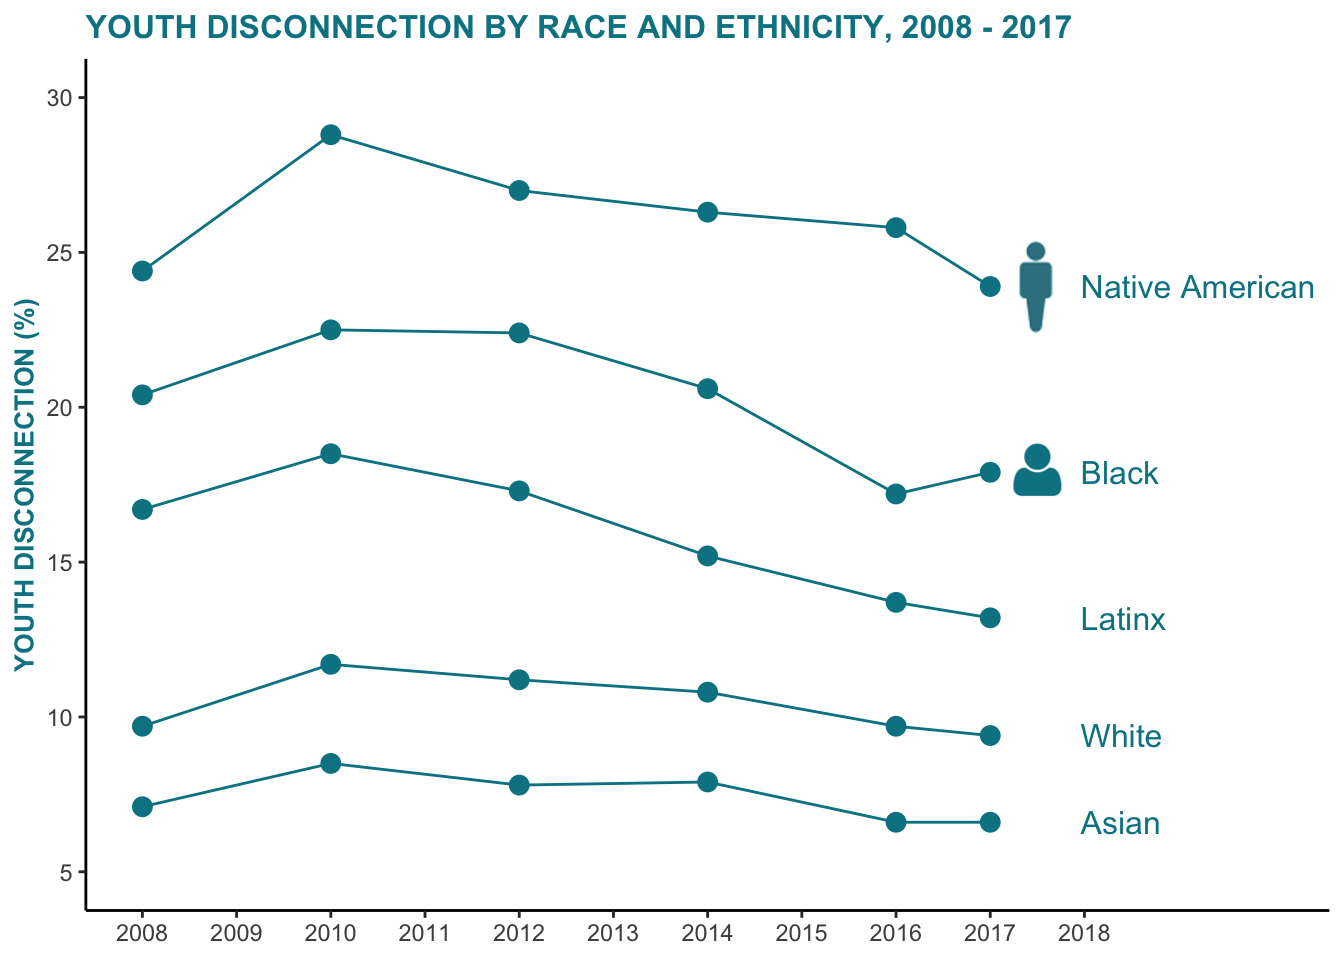 YOUTH DISCONNECTION BY RACE AND ETHNICITY, 2008 - 2017
YOUTH DISCONNECTION (%)
30
25
20
15
10
5
Native American
Black
Latinx
White
Asian
2008 2009 2010 2011 2012 2013 2014 2015 2016 2017 2018